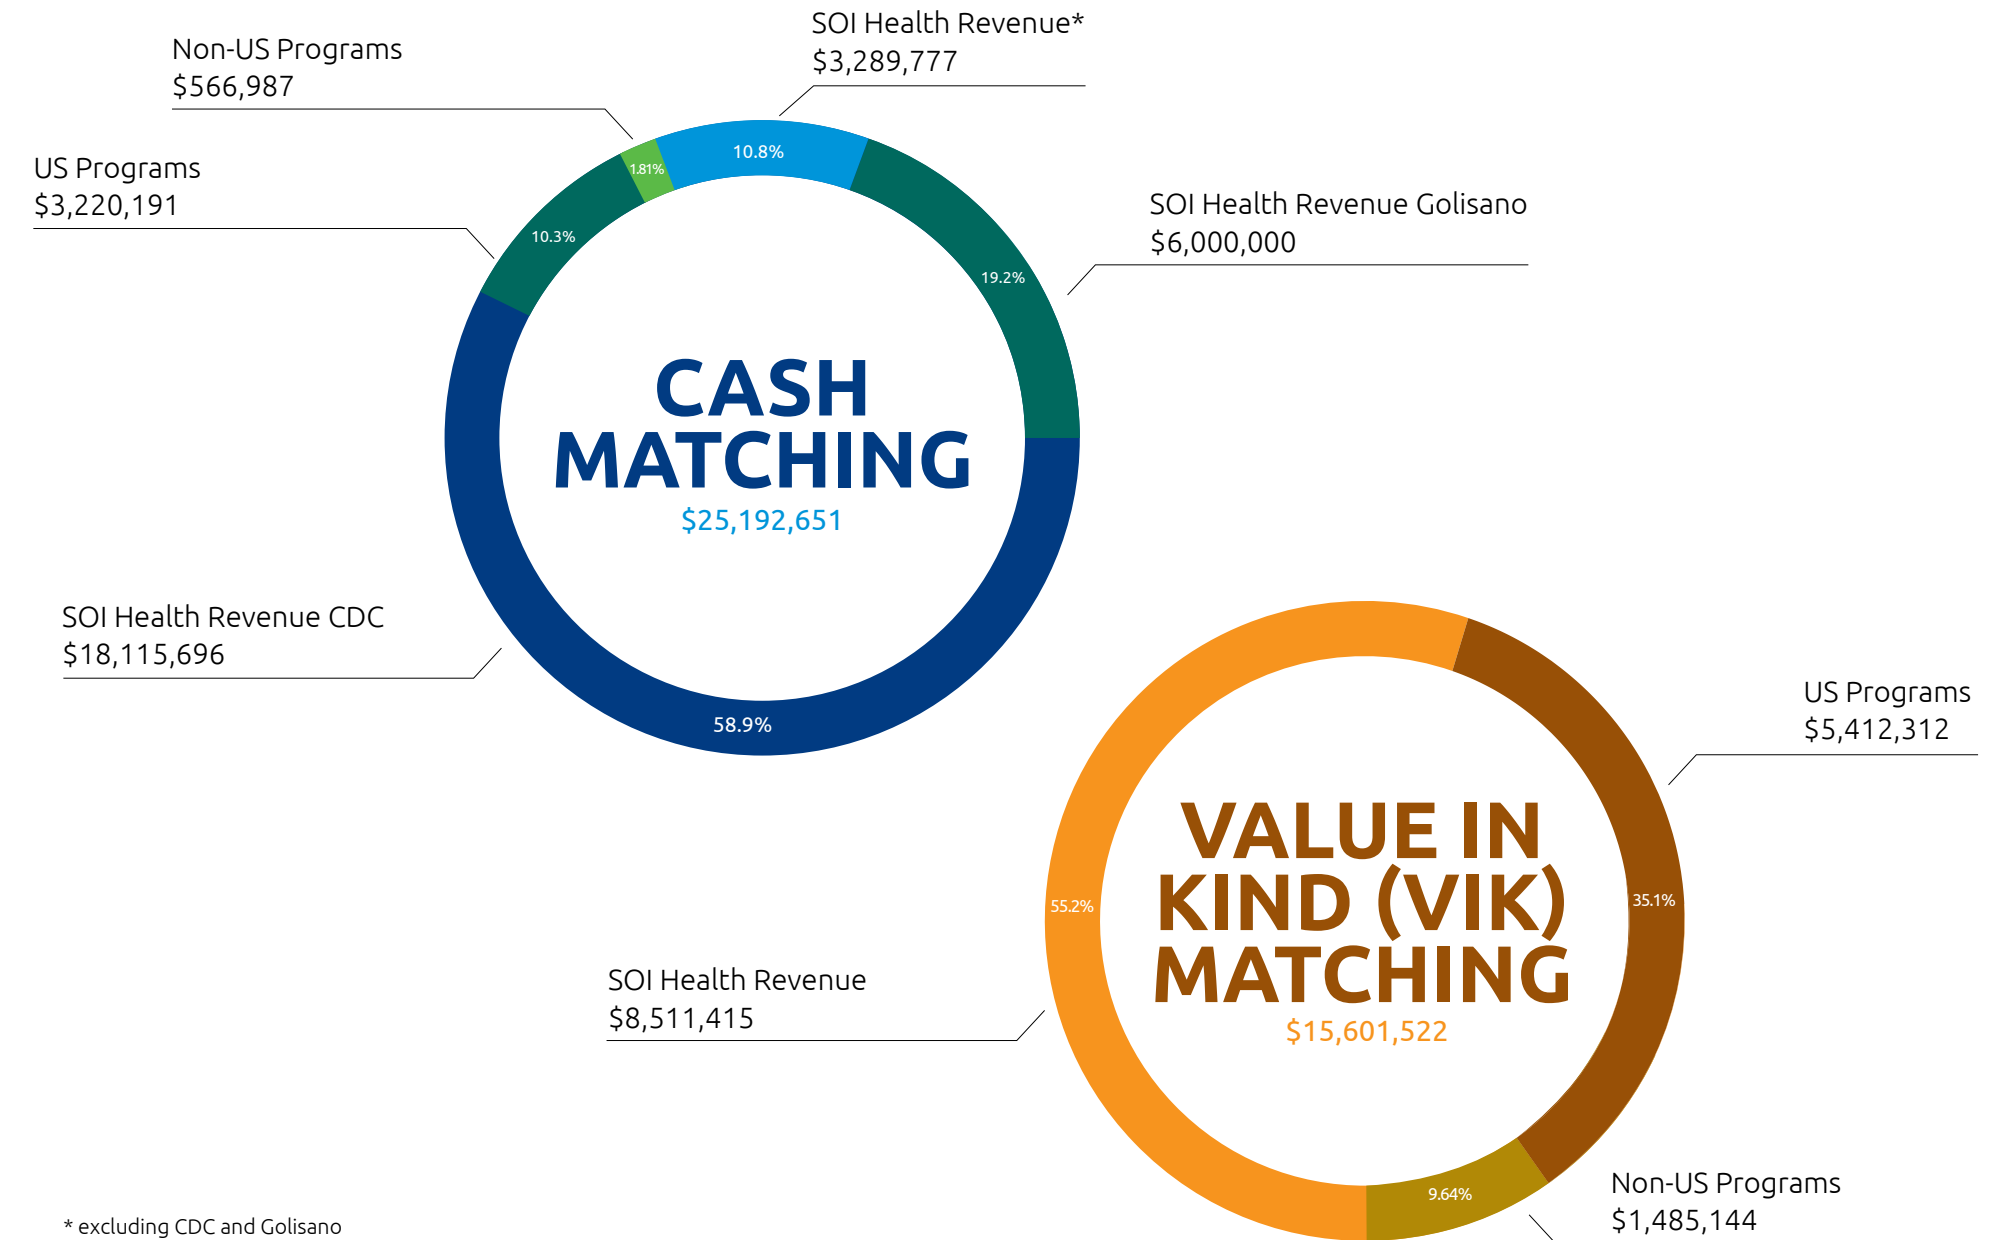 SOI Health Revenue*
$3,289,777
Non-US Programs
$566,987
US Programs
$3,220,191
SOI Health Revenue Golisano
$6,000,000
10.8%
1.81%
10.3%
19.2%
CASH
MATCHING
$25,192,651
SOI Health Revenue CDC
$18,115,696
58.9%
US Programs
$5,412,312
VALUE IN
KIND (VIK)
MATCHING
$15,601,522
55.2%
35.1%
SOI Health Revenue
$8,511,415
9.64%
Non-US Programs
$1,485,144
* excluding CDC and Golisano